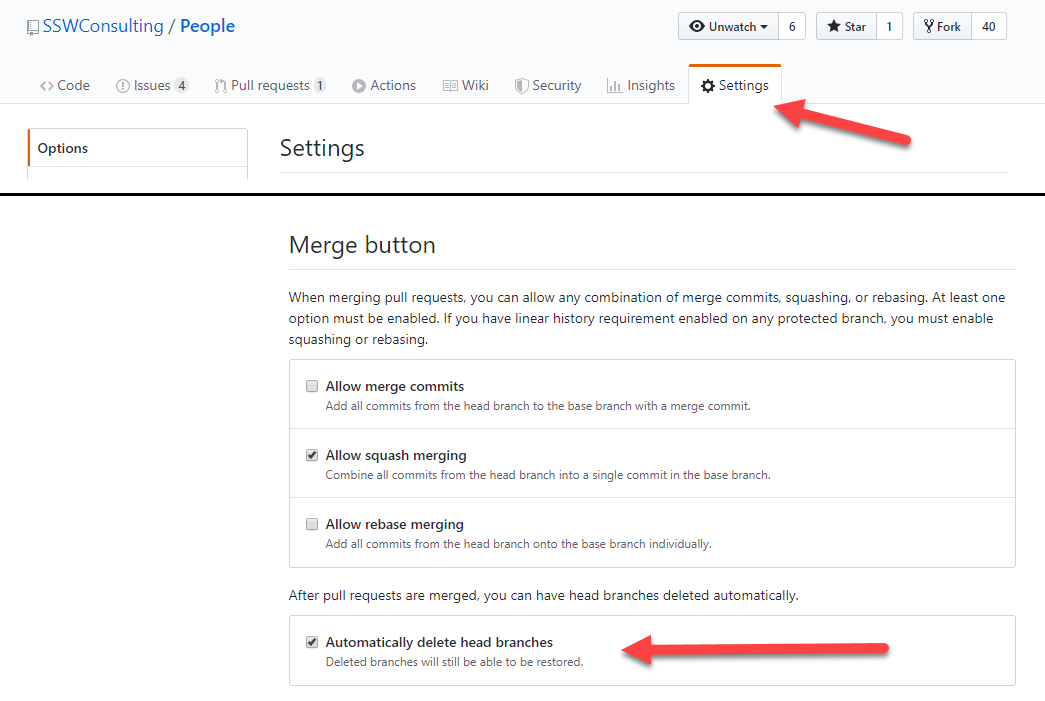 SSWConsulting / People
Unwatch 6 Star 1 Fork 40
Code Issues 4 Pull requests 1 Actions Wiki Security Insights Settings
Options
Settings
Merge button
When merging pull requests, you can allow any combination of merge commits, squashing, or rebasing. At least one
option must be enabled. If you have linear history requirement enabled on any protected branch, you must enable
squashing or rebasing.
Allow merge commits
Add all commits from the head branch to the base branch with a merge commit.
Allow squash merging
Combine all commits from the head branch into a single commit in the base branch.
Allow rebase merging
Add all commits from the head branch onto the base branch individually.
After pull requests are merged, you can have head branches deleted automatically.
Automatically delete head branches
Deleted branches will still be able to be restored.